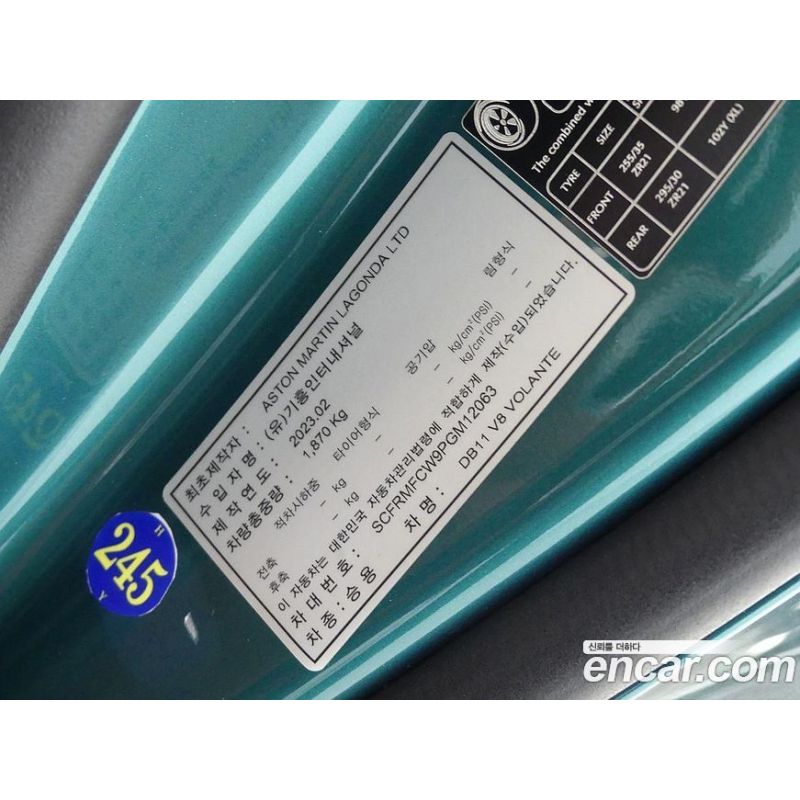 최초제작자 : ASTON MARTIN LAGONDA LTD
수 입 자 명 : (유)기흥인터내셔널
제 작 연 도 : 2023.02
차량총중량 : 1,870 Kg
적차시하중 타이어형식 공기압 림형식
전축 - kg - - kg/cm²(PSI) -
후축 - kg - - kg/cm²(PSI) -
이 자동차는 대한민국 자동차관리법령에 적합하게 제작(수입)되었습니다.
차 대 번 호 : SCFRMFCW9PGM12063
차종 : 승용 차 명 : DB11 V8 VOLANTE
The combined w
TYRE SIZE
FRONT 255/35 ZR21 98
REAR 295/30 ZR21 102Y (XL)
H
245
Y
신뢰를 더하다
encar.com